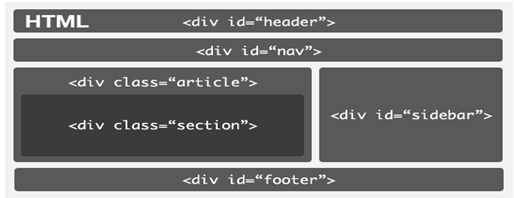 HTML <div id=“header”>
<div id=“nav”>
<div class=“article”>
<div class=“section”>
<div id=“sidebar”>
<div id=“footer”>